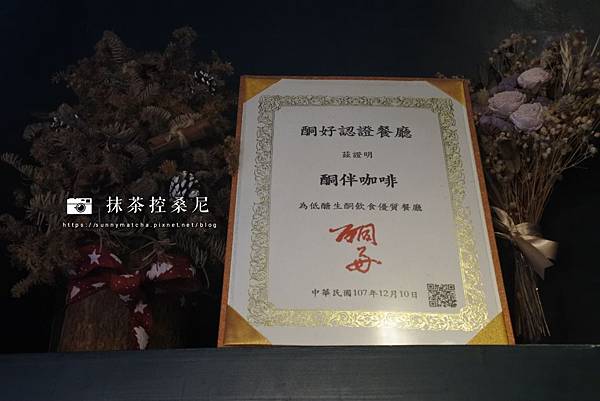 酮好認證餐廳
茲證明
酮伴咖啡
為低醣生酮飲食優質餐廳
酮好
中華民國107年12月10日
抹茶控桑尼
https://sunnymatcha.pixnet.net/blog